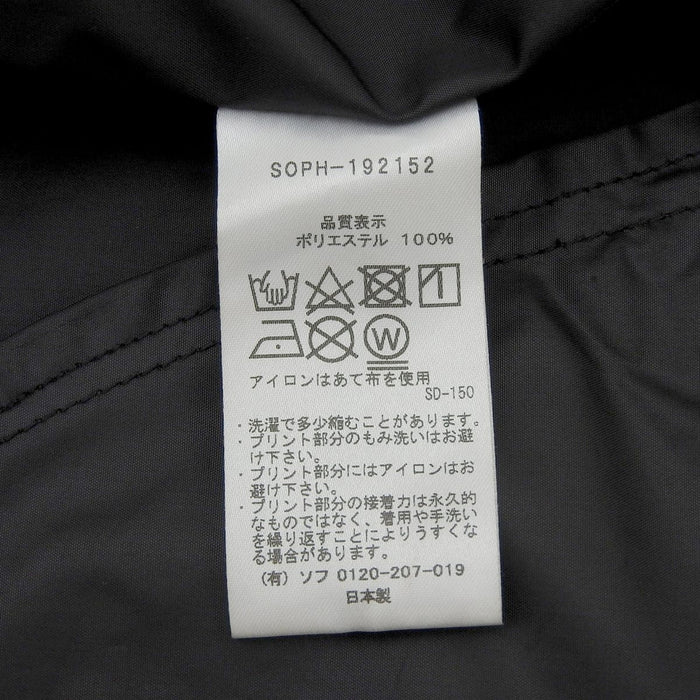 SOPH-192152
品質表示
ポリエステル 100%
W
アイロンはあて布を使用
SD-150
・洗濯で多少縮むことがあります。
・プリント部分のもみ洗いはお避
け下さい。
・プリント部分にはアイロンはお
避け下さい。
・プリント部分の接着力は永久的
なものではなく、着用や手洗い
を繰り返すことによりうすくな
る場合があります。
(有) ソフ 0120-207-019
日本製